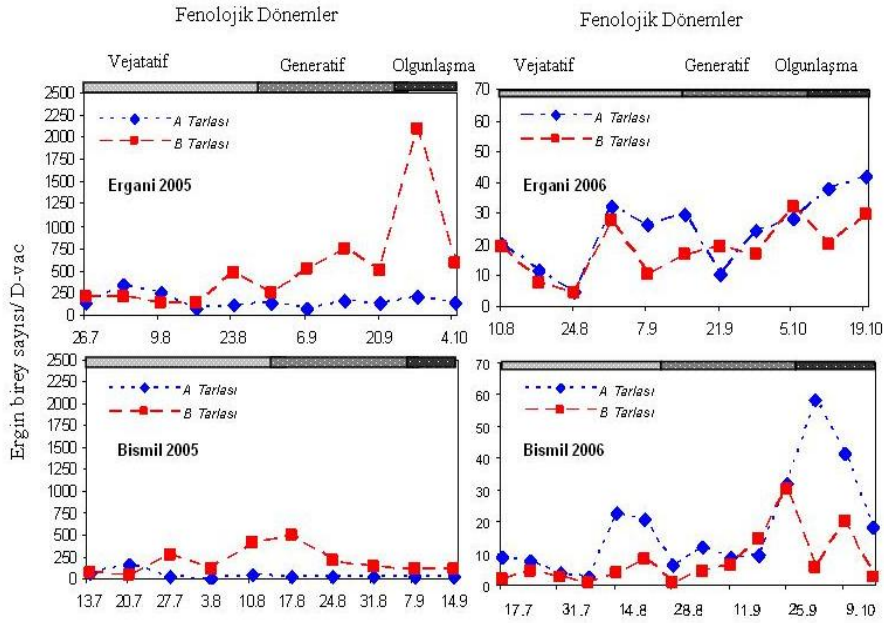 Fenolojik Dönemler
Fenolojik Dönemler
Vejatatif Generatif Olgunlaşma
Vejatatif Generatif Olgunlaşma
Ergin birey sayısı/ D-vac
2500
2250
2000
1750
1500
1250
1000
750
500
250
0
A Tarlası
B Tarlası
Ergani 2005
26.7 9.8 23.8 6.9 20.9 4.10
70
60
50
40
30
20
10
0
A Tarlası
B Tarlası
Ergani 2006
10.8 24.8 7.9 21.9 5.10 19.10
2500
2250
2000
1750
1500
1250
1000
750
500
250
0
A Tarlası
B Tarlası
Bismil 2005
13.7 20.7 27.7 3.8 10.8 17.8 24.8 31.8 7.9 14.9
70
60
50
40
30
20
10
0
A Tarlası
B Tarlası
Bismil 2006
17.7 31.7 14.8 28.8 11.9 25.9 9.10